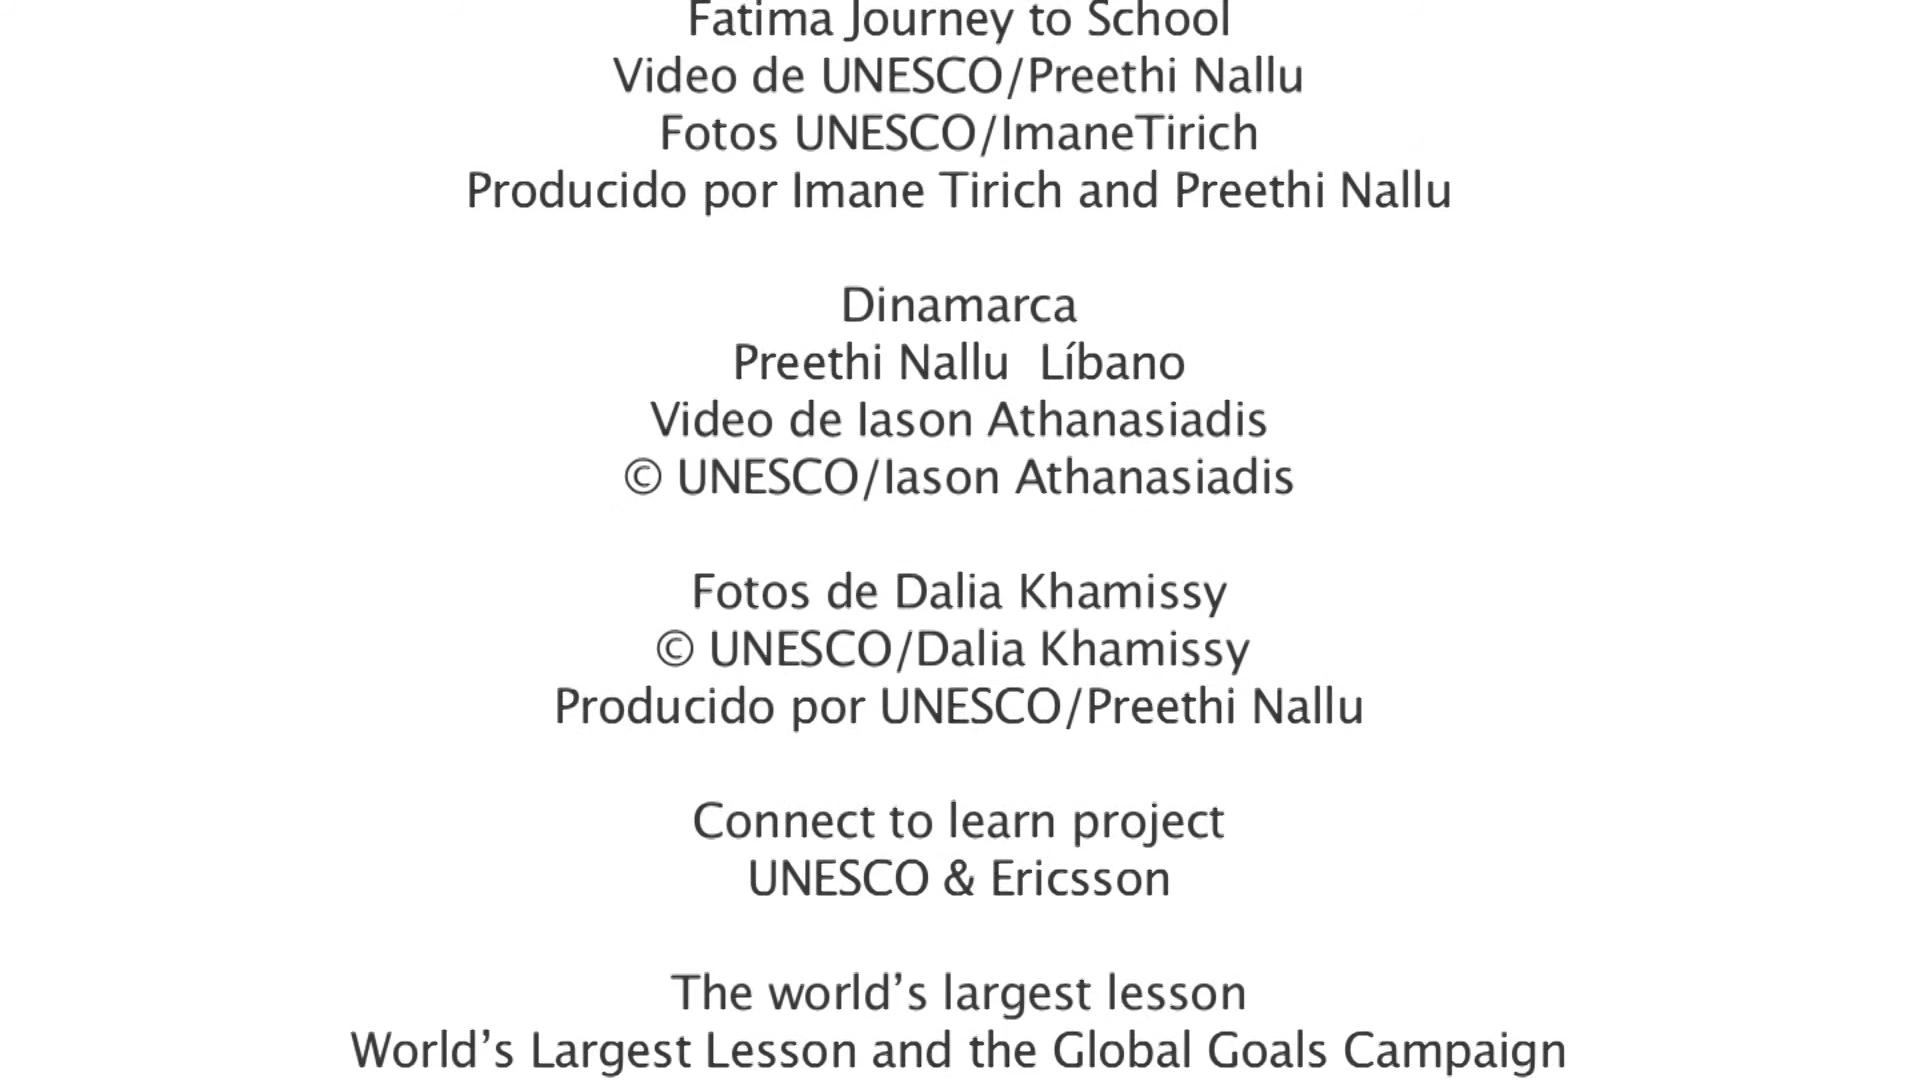 Fatima Journey to School
Video de UNESCO/Preethi Nallu
Fotos UNESCO/ImaneTirich
Producido por Imane Tirich and Preethi Nallu
Dinamarca
Preethi Nallu  Líbano
Video de Iason Athanasiadis
© UNESCO/Iason Athanasiadis
Fotos de Dalia Khamissy
© UNESCO/Dalia Khamissy
Producido por UNESCO/Preethi Nallu
Connect to learn project
UNESCO & Ericsson
The world’s largest lesson
World’s Largest Lesson and the Global Goals Campaign